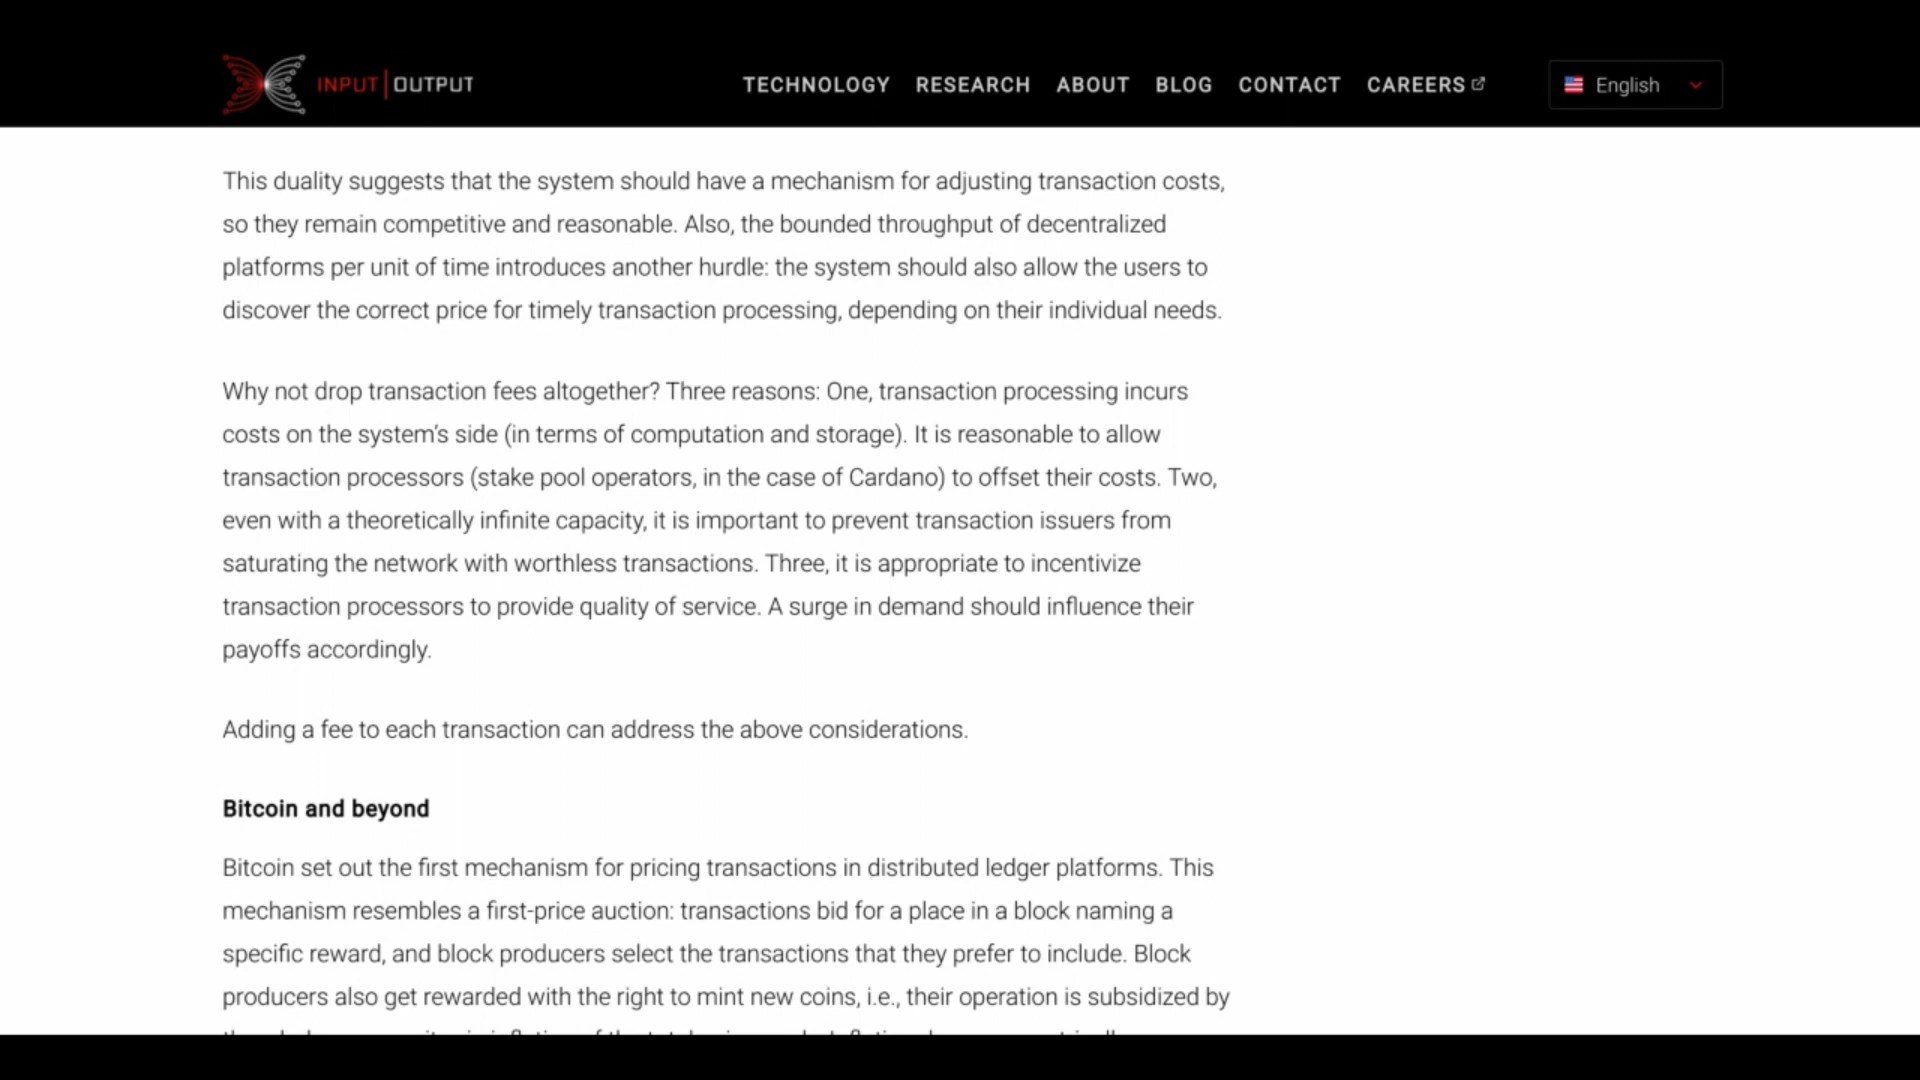 INPUT|OUTPUT
TECHNOLOGY RESEARCH ABOUT BLOG CONTACT CAREERS English
This duality suggests that the system should have a mechanism for adjusting transaction costs,
so they remain competitive and reasonable. Also, the bounded throughput of decentralized
platforms per unit of time introduces another hurdle: the system should also allow the users to
discover the correct price for timely transaction processing, depending on their individual needs.
Why not drop transaction fees altogether? Three reasons: One, transaction processing incurs
costs on the system’s side (in terms of computation and storage). It is reasonable to allow
transaction processors (stake pool operators, in the case of Cardano) to offset their costs. Two,
even with a theoretically infinite capacity, it is important to prevent transaction issuers from
saturating the network with worthless transactions. Three, it is appropriate to incentivize
transaction processors to provide quality of service. A surge in demand should influence their
payoffs accordingly.
Adding a fee to each transaction can address the above considerations.
Bitcoin and beyond
Bitcoin set out the first mechanism for pricing transactions in distributed ledger platforms. This
mechanism resembles a first-price auction: transactions bid for a place in a block naming a
specific reward, and block producers select the transactions that they prefer to include. Block
producers also get rewarded with the right to mint new coins, i.e., their operation is subsidized by